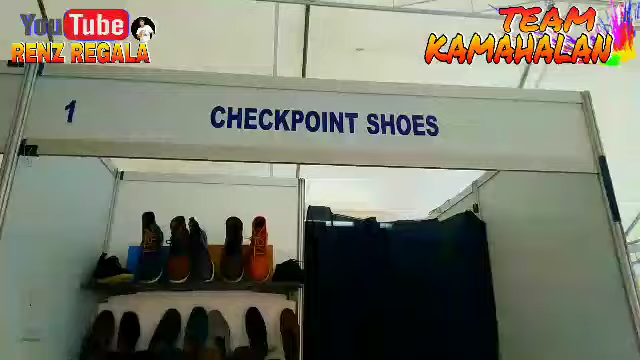 YouTube
RENZ REGALA
TEAM
KAMAHALAN
1
CHECKPOINT SHOES